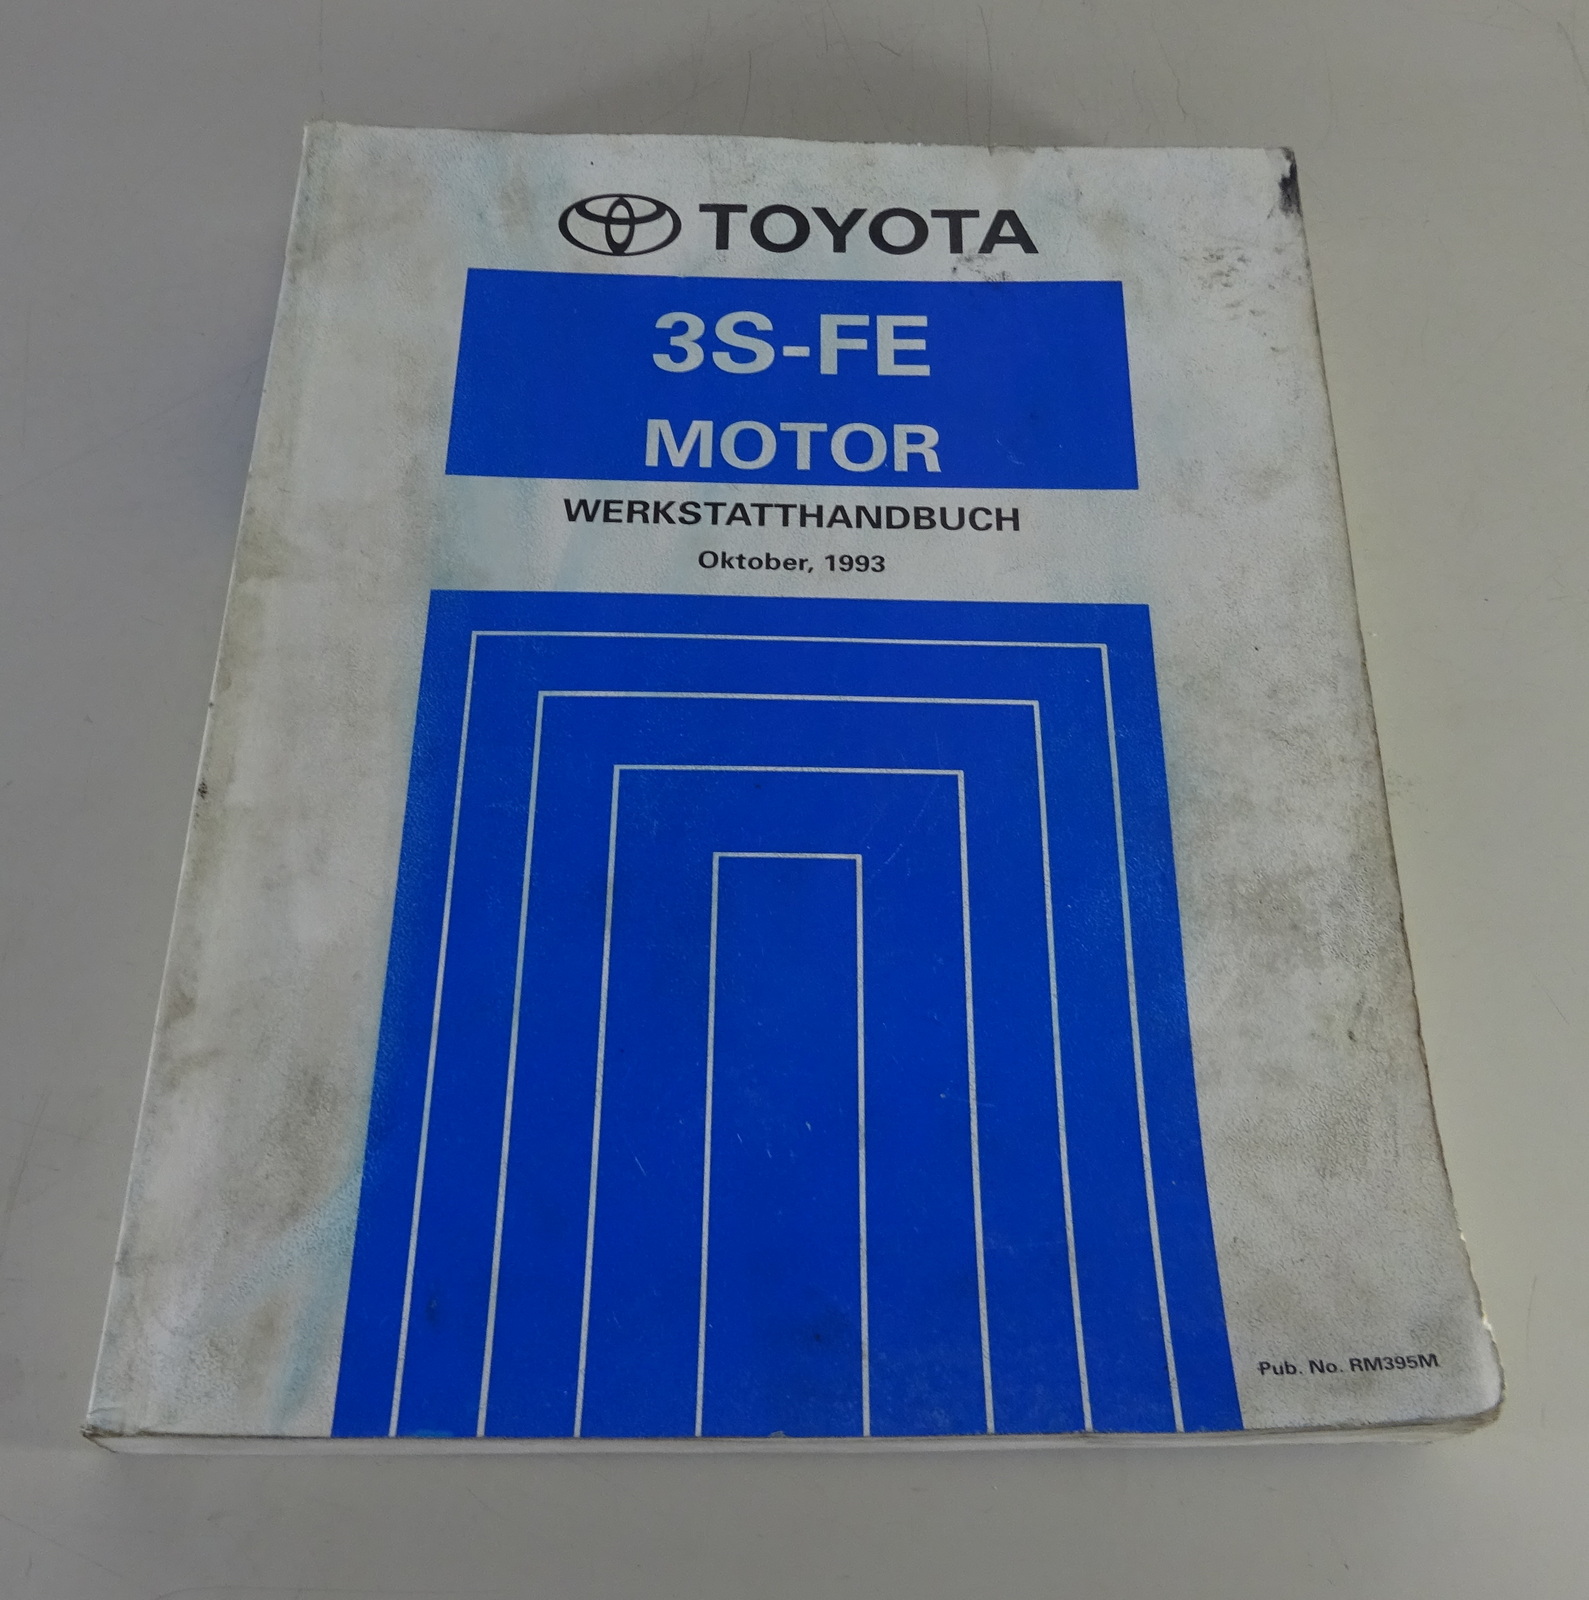 TOYOTA
3S-FE
MOTOR
WERKSTATTHANDBUCH
Oktober, 1993
Pub. No. RM395M